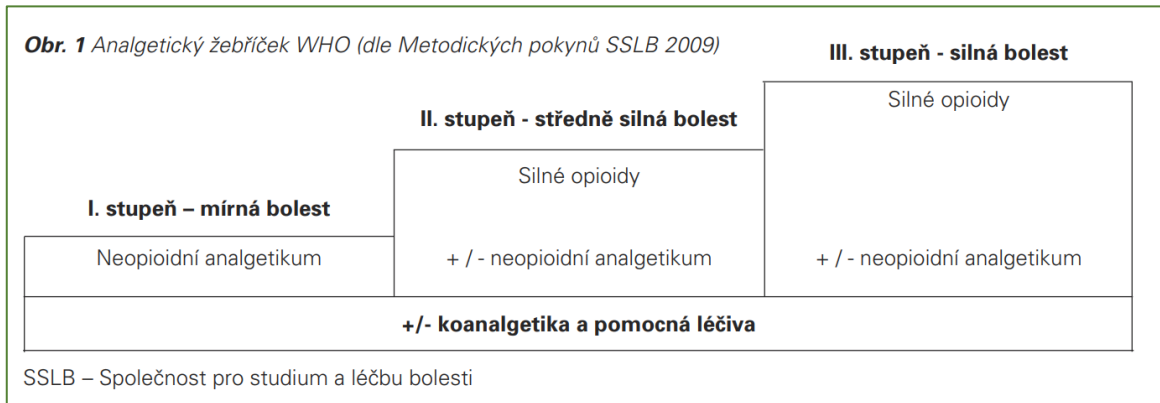 Obr. 1 Analgetický žebříček WHO (dle Metodických pokynů SSLB 2009)
III. stupeň - silná bolest
Silné opioidy
II. stupeň - středně silná bolest
Silné opioidy
I. stupeň – mírná bolest
Neopioidní analgetikum
+ / - neopioidní analgetikum
+ / - neopioidní analgetikum
+/- koanalgetika a pomocná léčiva
SSLB – Společnost pro studium a léčbu bolesti